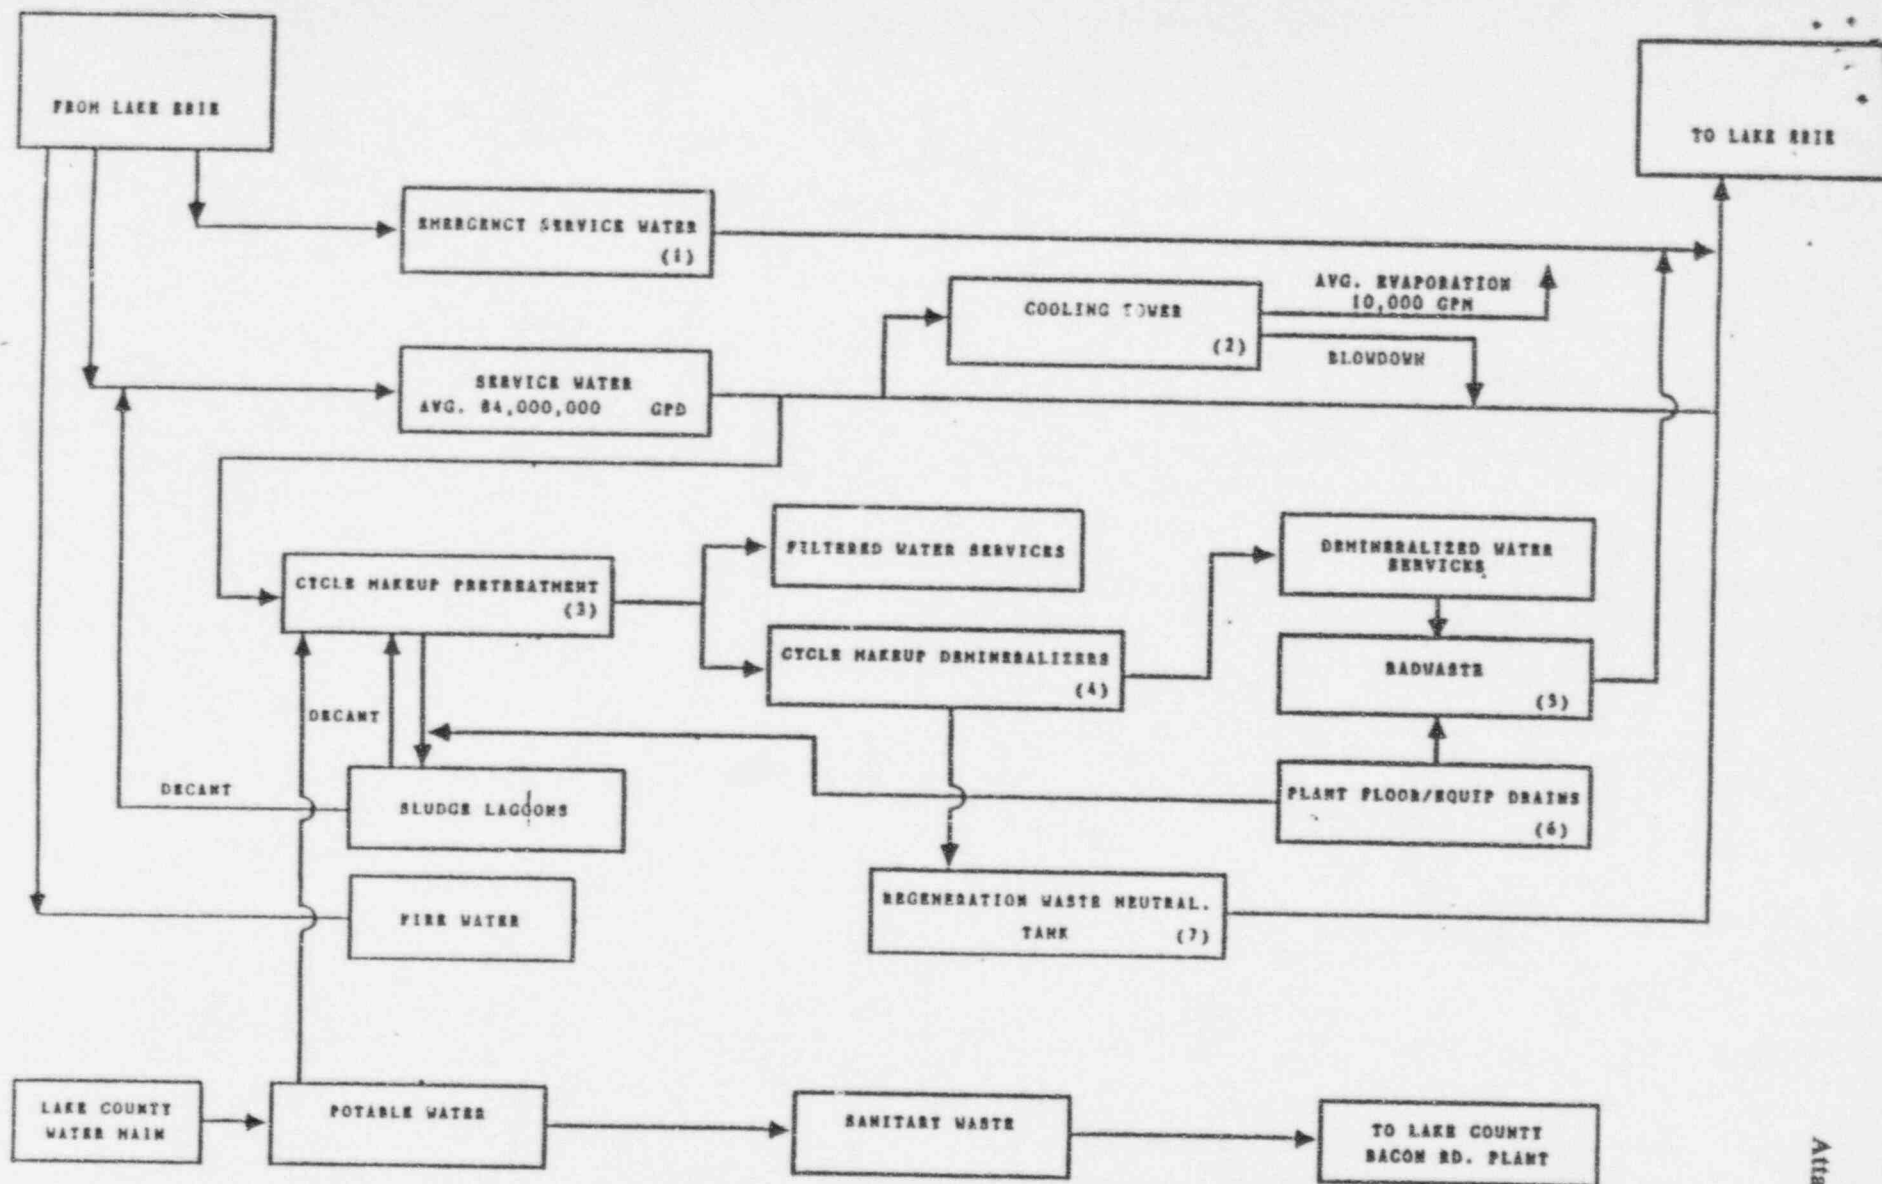 FROM LAKE ERIE
TO LAKE ERIE
EMERGENCY SERVICE WATER
(1)
AVG. EVAPORATION
10,000 GPM
COOLING TOWER
(2)
BLOWDOWN
SERVICE WATER
AVG. 84,000,000 GPD
FILTERED WATER SERVICES
DEMINERALIZED WATER
SERVICES
CYCLE MAKEUP PRETREATMENT
(3)
CYCLE MAKEUP DEMINERALIZERS
(4)
RADWASTE
(5)
DECANT
DECANT
SLUDGE LAGOONS
PLANT FLOOR/EQUIP DRAINS
(6)
FIRE WATER
REGENERATION WASTE NEUTRAL.
TANK (7)
LAKE COUNTY
WATER MAIN
POTABLE WATER
SANITARY WASTE
TO LAKE COUNTY
BACON RD. PLANT
Atta